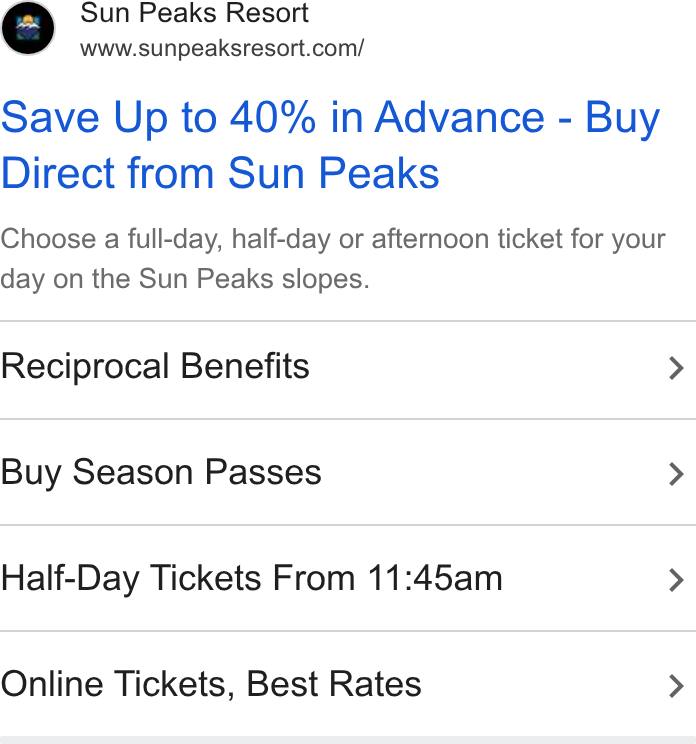 Sun Peaks Resort
www.sunpeaksresort.com/
Save Up to 40% in Advance - Buy
Direct from Sun Peaks
Choose a full-day, half-day or afternoon ticket for your
day on the Sun Peaks slopes.
Reciprocal Benefits
Buy Season Passes
Half-Day Tickets From 11:45am
Online Tickets, Best Rates